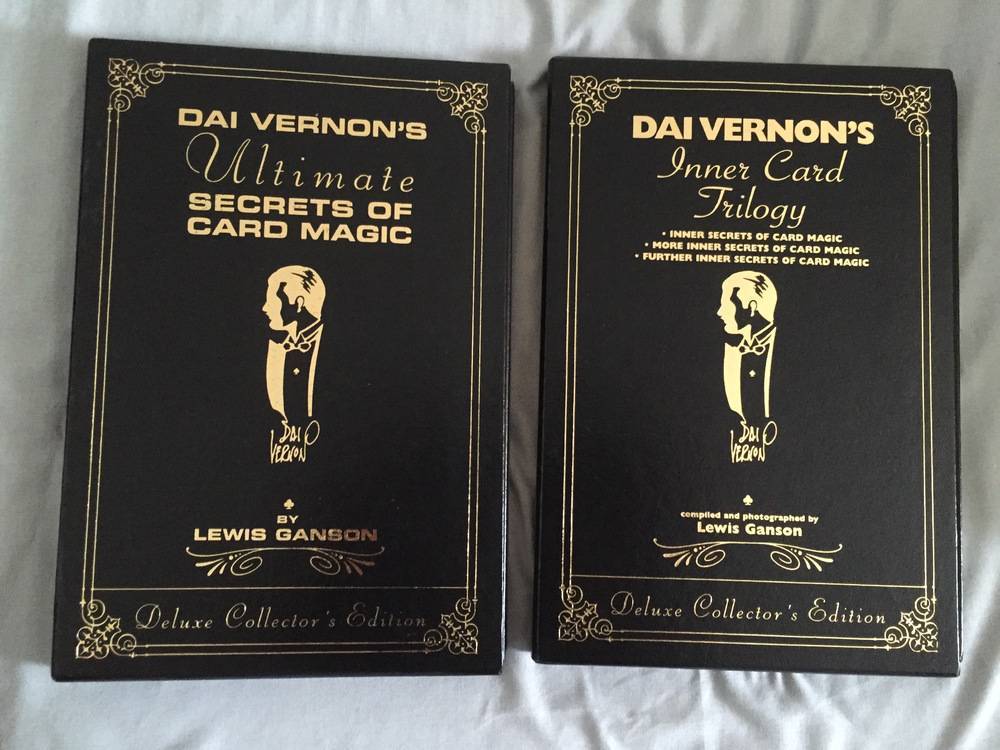 DAI VERNON'S
Ultimate
SECRETS OF
CARD MAGIC
DAI
VERNON
BY
LEWIS GANSON
Deluxe Collector's Edition
DAI VERNON'S
Inner Card
Trilogy
• INNER SECRETS OF CARD MAGIC
• MORE INNER SECRETS OF CARD MAGIC
• FURTHER INNER SECRETS OF CARD MAGIC
DAI
VERNON
compiled and photographed by
Lewis Ganson
Deluxe Collector's Edition